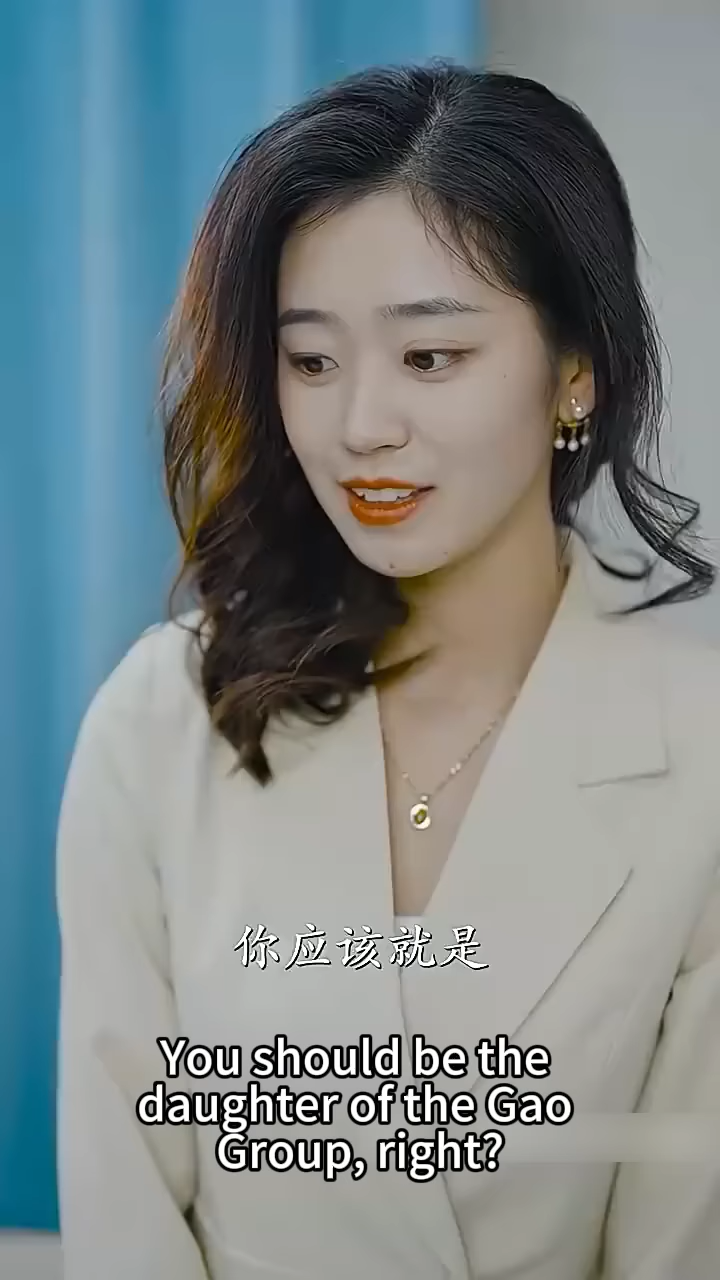 你应该就是
You should be the
daughter of the Gao
Group, right?